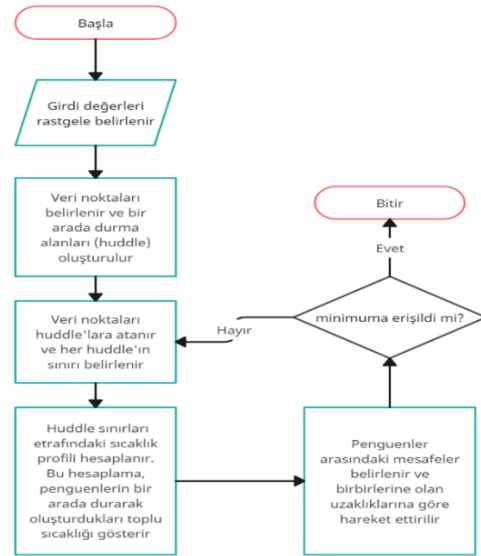 Başla
Girdi değerleri
rastgele belirlenir
Veri noktaları
belirlenir ve bir
arada durma
alanları (huddle)
oluşturulur
Veri noktaları
huddle'lara atanır
ve her huddle'ın
sınırı belirlenir
Huddle sınırları
etrafındaki sıcaklık
profili hesaplanır.
Bu hesaplama,
penguenlerin bir
arada durarak
oluşturdukları toplu
sıcaklığı gösterir
Penguenler
arasındaki mesafeler
belirlenir ve
birbirlerine olan
uzaklıklarına göre
hareket ettirilir
minimuma erişildi mi?
Hayır
Evet
Bitir